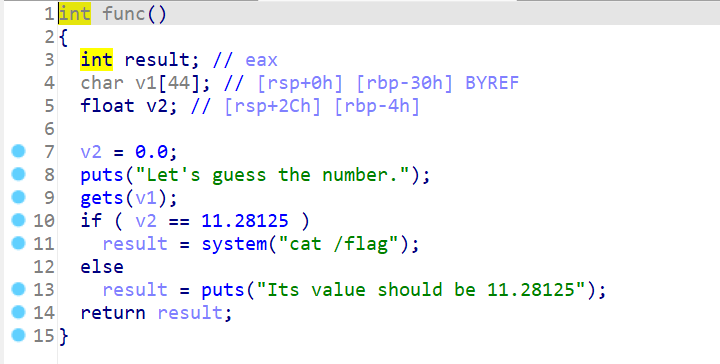 1 int func()
2 {
3   int result; // eax
4   char v1[44]; // [rsp+0h] [rbp-30h] BYREF
5   float v2; // [rsp+2Ch] [rbp-4h]
6
7   v2 = 0.0;
8   puts("Let's guess the number.");
9   gets(v1);
10   if ( v2 == 11.28125 )
11     result = system("cat /flag");
12   else
13     result = puts("Its value should be 11.28125");
14   return result;
15 }